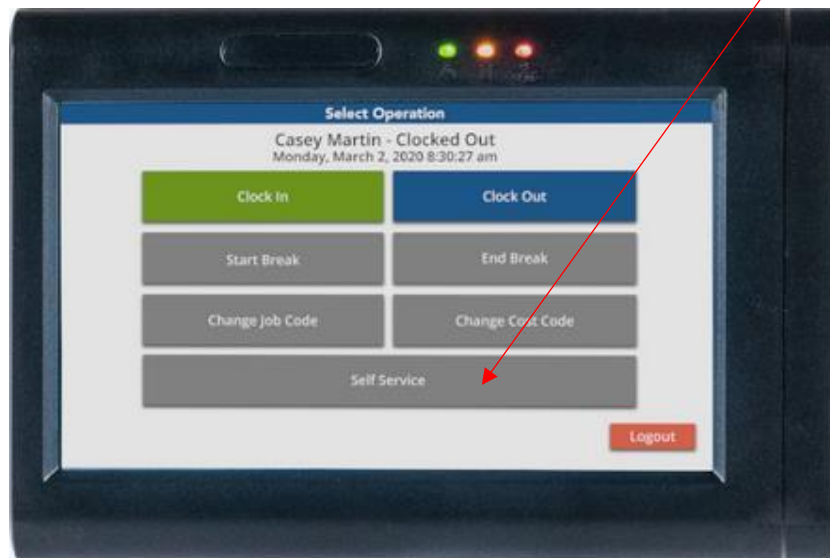 Select Operation
Casey Martin - Clocked Out
Monday, March 2, 2020 8:30:27 am
Clock In
Clock Out
Start Break
End Break
Change Job Code
Change Cost Code
Self Service
Logout